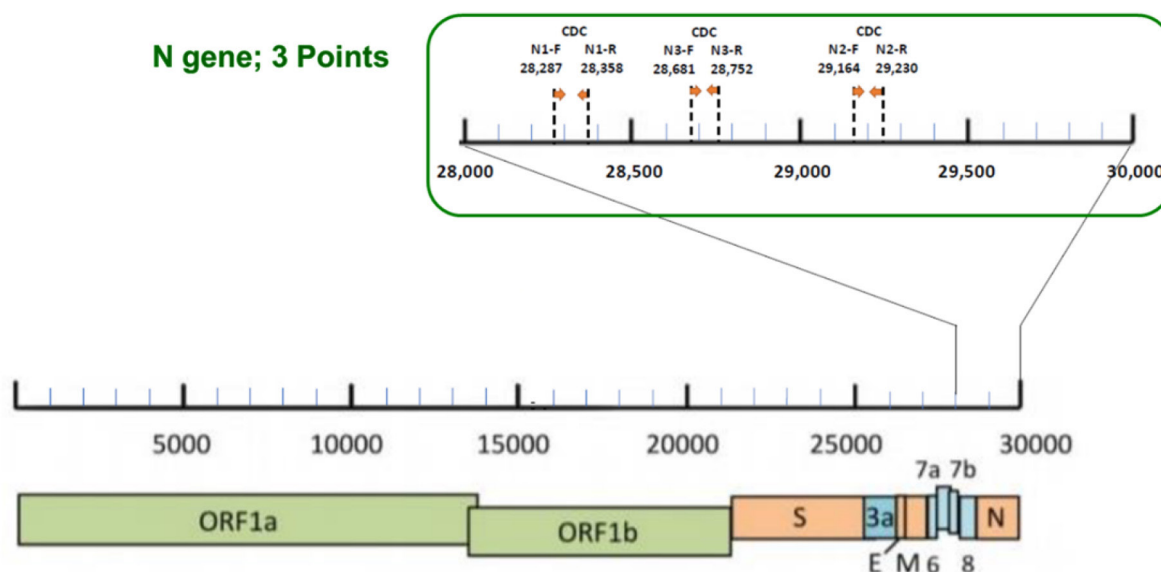 N gene; 3 Points
CDC CDC CDC
N1-F N1-R N3-F N3-R N2-F N2-R
28,287 28,358 28,681 28,752 29,164 29,230
28,000 28,500 29,000 29,500 30,000
5000 10000 15000 20000 25000 30000
7a 7b
ORF1a ORF1b S 3a N
E M 6 8